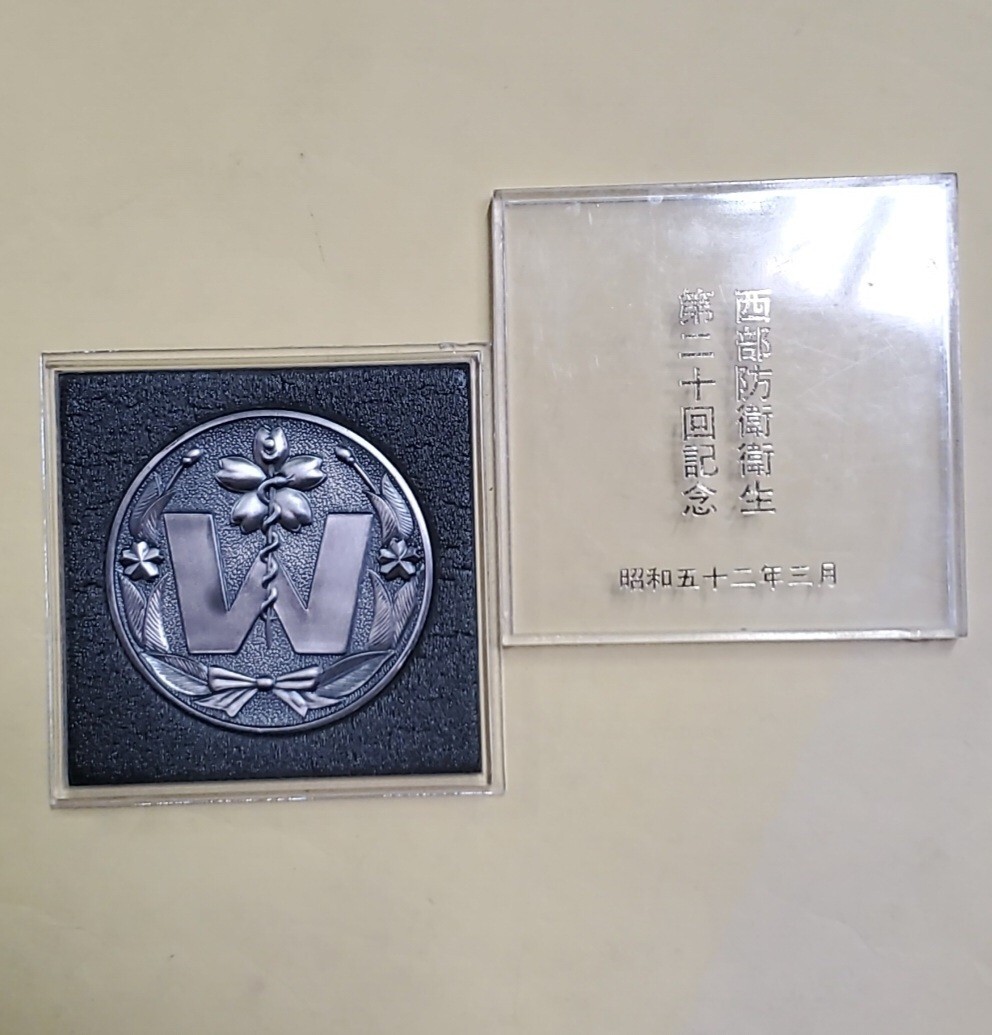 西部防衛衛生
第二十回記念
昭和五十二年三月
W